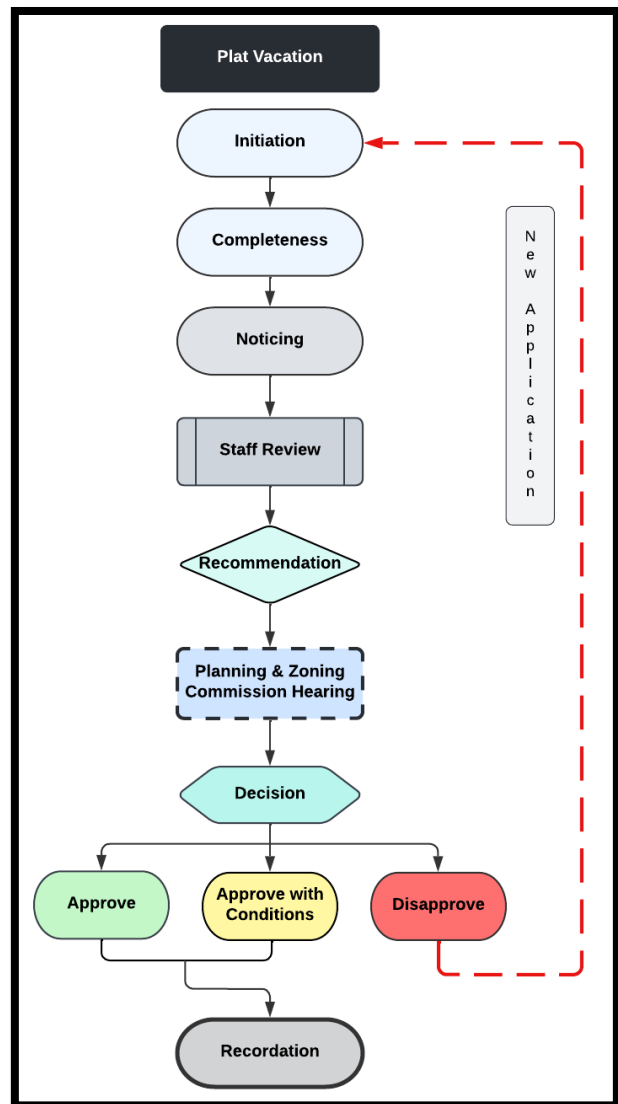 Plat Vacation
Initiation
Completeness
Noticing
Staff Review
Recommendation
Planning & Zoning
Commission Hearing
Decision
Approve
Approve with
Conditions
Disapprove
Recordation
New Application